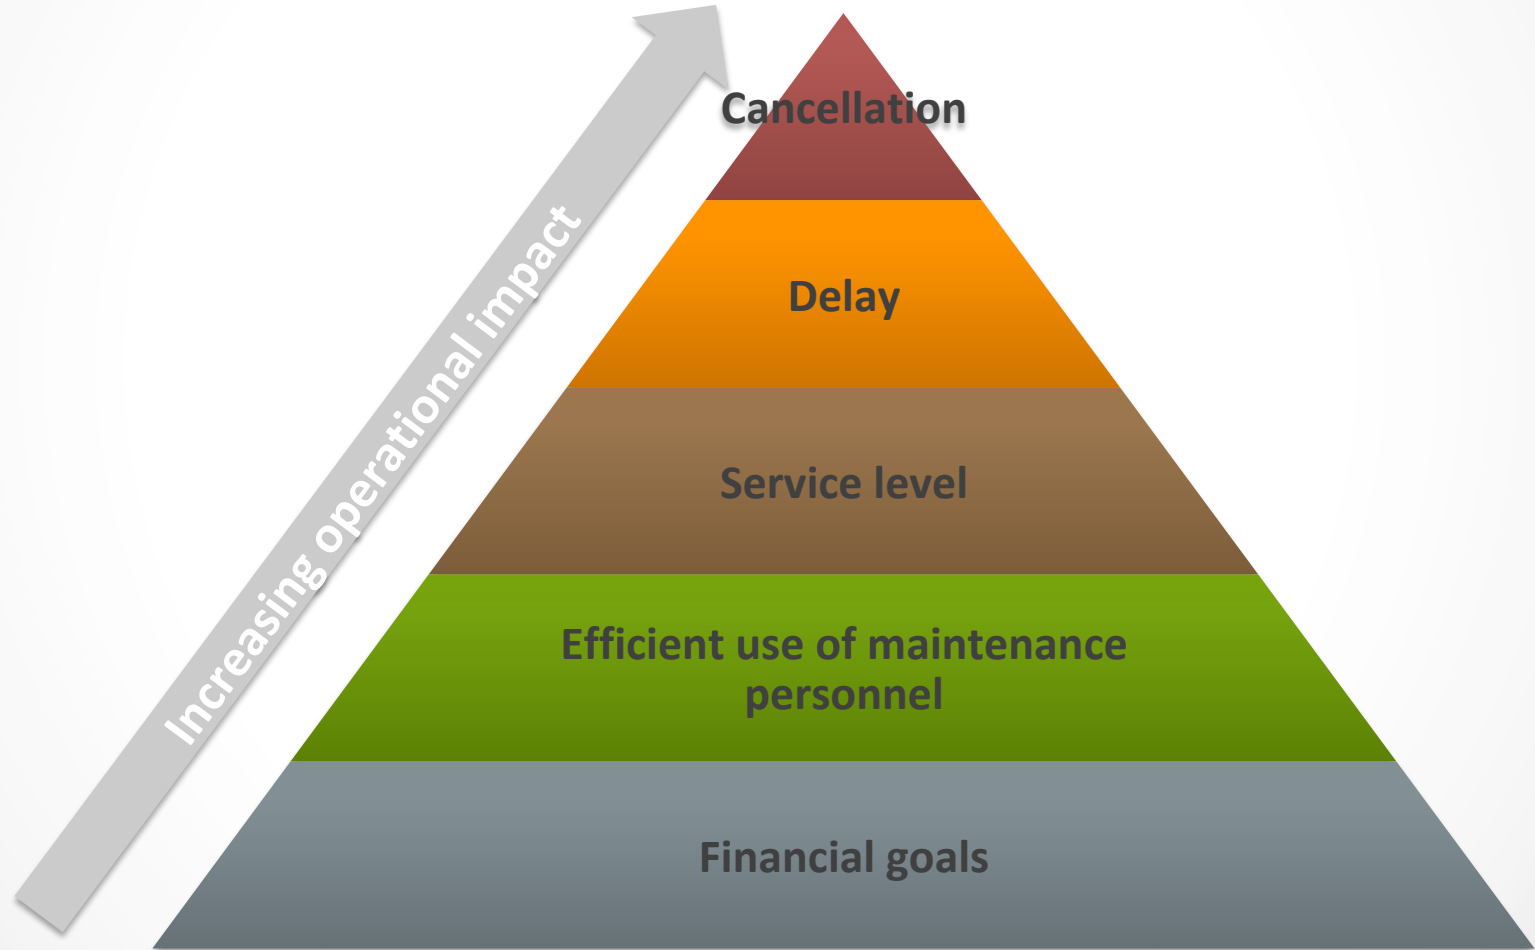 Cancellation
Delay
Increasing operational impact
Service level
Efficient use of maintenance
personnel
Financial goals